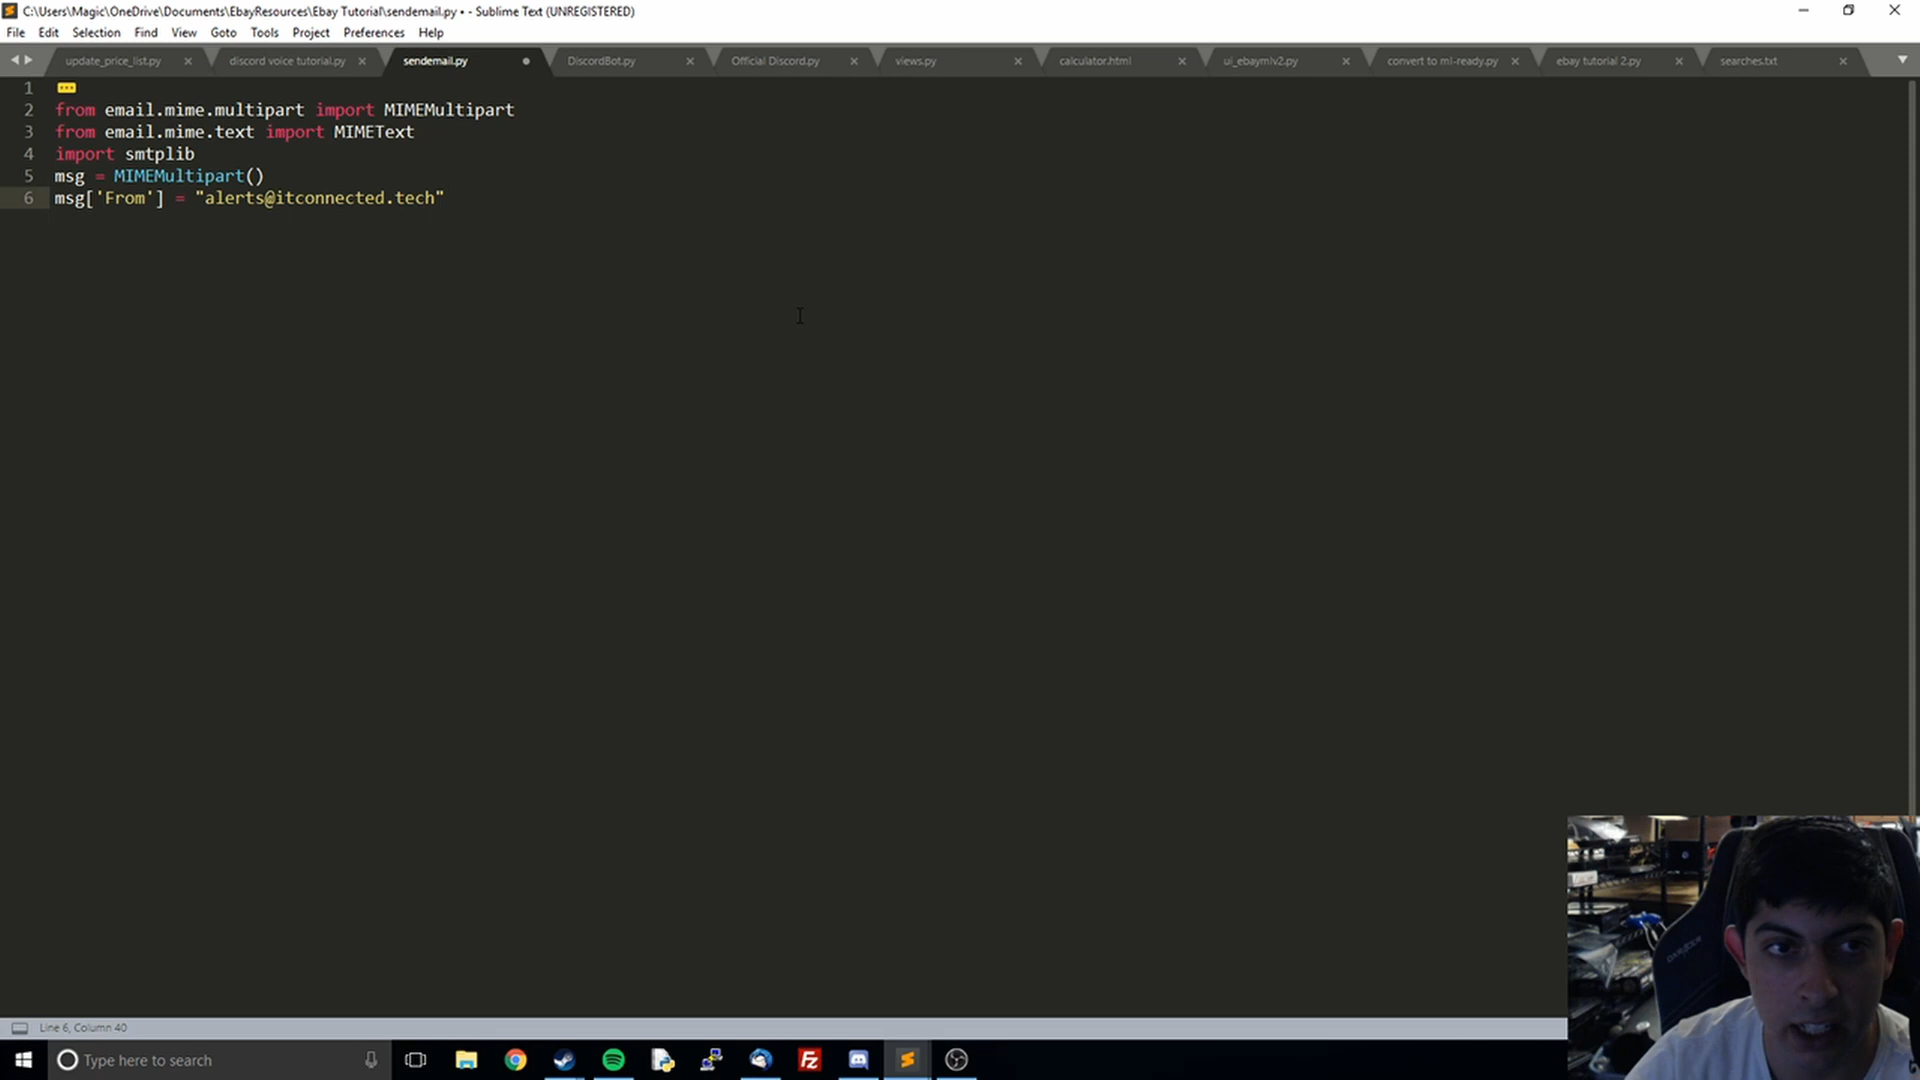 C:\Users\Magic\OneDrive\Documents\EbayResources\Ebay Tutorial\sendemail.py • - Sublime Text (UNREGISTERED)
File Edit Selection Find View Goto Tools Project Preferences Help
update_price_list.py discord voice tutorial.py sendemail.py DiscordBot.py Official Discord.py views.py calculator.html ui_ebaymlv2.py convert to ml-ready.py ebay tutorial 2.py searches.txt
1
2 from email.mime.multipart import MIMEMultipart
3 from email.mime.text import MIMEText
4 import smtplib
5 msg = MIMEMultipart()
6 msg['From'] = "alerts@itconnected.tech"
Line 6, Column 40
Type here to search